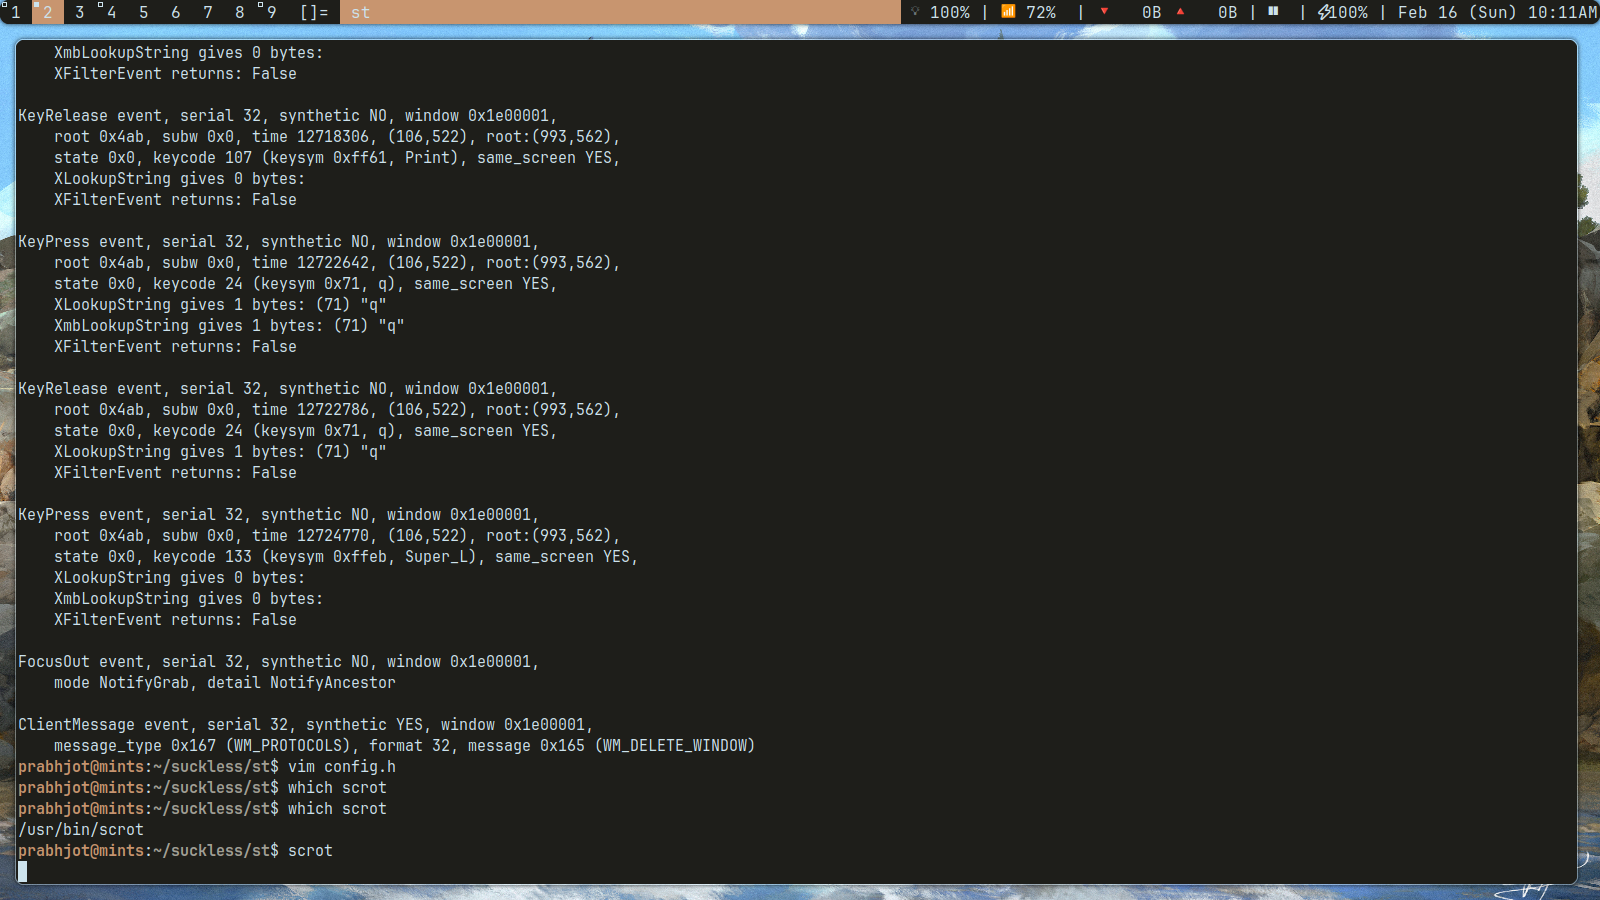 1 2 3 4 5 6 7 8 9 []= st 100% | 72% | 0B 0B | | 100% | Feb 16 (Sun) 10:11AM
    XmbLookupString gives 0 bytes:
    XFilterEvent returns: False

KeyRelease event, serial 32, synthetic NO, window 0x1e00001,
    root 0x4ab, subw 0x0, time 12718306, (106,522), root:(993,562),
    state 0x0, keycode 107 (keysym 0xff61, Print), same_screen YES,
    XLookupString gives 0 bytes:
    XFilterEvent returns: False

KeyPress event, serial 32, synthetic NO, window 0x1e00001,
    root 0x4ab, subw 0x0, time 12722642, (106,522), root:(993,562),
    state 0x0, keycode 24 (keysym 0x71, q), same_screen YES,
    XLookupString gives 1 bytes: (71) "q"
    XmbLookupString gives 1 bytes: (71) "q"
    XFilterEvent returns: False

KeyRelease event, serial 32, synthetic NO, window 0x1e00001,
    root 0x4ab, subw 0x0, time 12722786, (106,522), root:(993,562),
    state 0x0, keycode 24 (keysym 0x71, q), same_screen YES,
    XLookupString gives 1 bytes: (71) "q"
    XFilterEvent returns: False

KeyPress event, serial 32, synthetic NO, window 0x1e00001,
    root 0x4ab, subw 0x0, time 12724770, (106,522), root:(993,562),
    state 0x0, keycode 133 (keysym 0xffeb, Super_L), same_screen YES,
    XLookupString gives 0 bytes:
    XmbLookupString gives 0 bytes:
    XFilterEvent returns: False

FocusOut event, serial 32, synthetic NO, window 0x1e00001,
    mode NotifyGrab, detail NotifyAncestor

ClientMessage event, serial 32, synthetic YES, window 0x1e00001,
    message_type 0x167 (WM_PROTOCOLS), format 32, message 0x165 (WM_DELETE_WINDOW)
prabhjot@mints:~/suckless/st$ vim config.h
prabhjot@mints:~/suckless/st$ which scrot
prabhjot@mints:~/suckless/st$ which scrot
/usr/bin/scrot
prabhjot@mints:~/suckless/st$ scrot